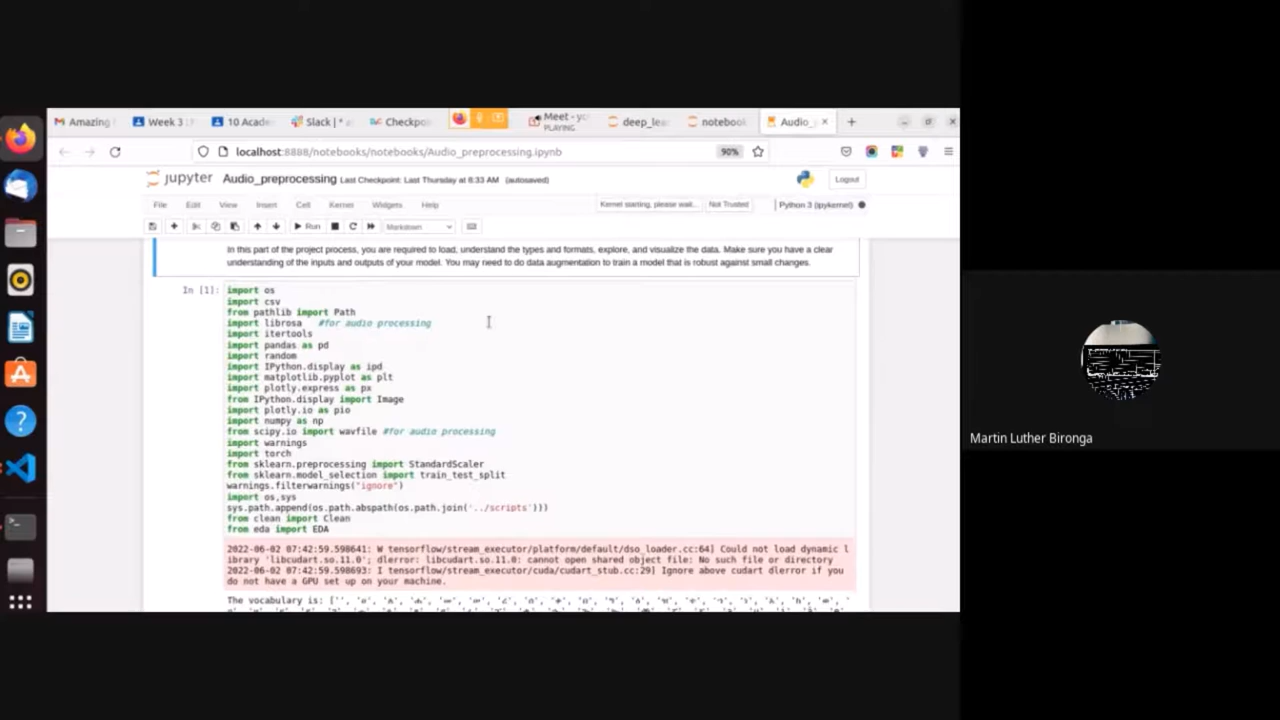 Amazing
Week 3
10 Acade
Slack | *
Checkpo
Meet - yo
PLAYING
deep_lea
notebook
Audio_
localhost:8888/notebooks/notebooks/Audio_preprocessing.ipynb
90%
jupyter Audio_preprocessing Last Checkpoint: Last Thursday at 6:33 AM (autosaved)
Logout
File Edit View Insert Cell Kernel Widgets Help
Kernel starting, please wait...
Not Trusted
Python 3 (ipykernel)
Run
Markdown
In this part of the project process, you are required to load, understand the types and formats, explore, and visualize the data. Make sure you have a clear
understanding of the inputs and outputs of your model. You may need to do data augmentation to train a model that is robust against small changes.
In [1]:
import os
import csv
from pathlib import Path
import librosa #for audio processing
import itertools
import pandas as pd
import random
import IPython.display as ipd
import matplotlib.pyplot as plt
import plotly.express as px
from IPython.display import Image
import plotly.io as pio
import numpy as np
from scipy.io import wavfile #for audio processing
import warnings
import torch
from sklearn.preprocessing import StandardScaler
from sklearn.model_selection import train_test_split
warnings.filterwarnings("ignore")
import os,sys
sys.path.append(os.path.abspath(os.path.join('../scripts')))
from clean import Clean
from eda import EDA
2022-06-02 07:42:59.598641: W tensorflow/stream_executor/platform/default/dso_loader.cc:64] Could not load dynamic l
ibrary 'libcudart.so.11.0'; dlerror: libcudart.so.11.0: cannot open shared object file: No such file or directory
2022-06-02 07:42:59.598693: I tensorflow/stream_executor/cuda/cudart_stub.cc:29] Ignore above cudart dlerror if you
do not have a GPU set up on your machine.
The vocabulary is:
Martin Luther Bironga